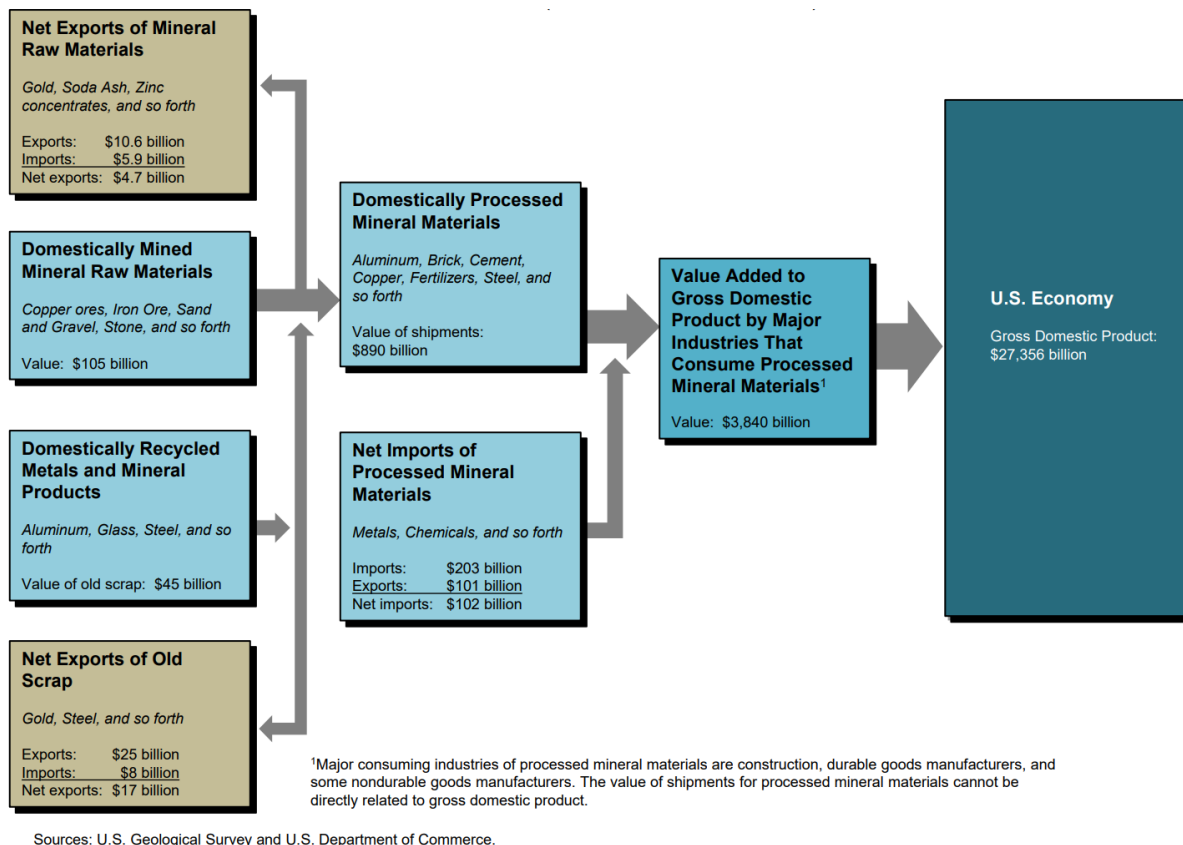 Net Exports of Mineral
Raw Materials
Gold, Soda Ash, Zinc
concentrates, and so forth
Exports: $10.6 billion
Imports: $5.9 billion
Net exports: $4.7 billion
Domestically Mined
Mineral Raw Materials
Copper ores, Iron Ore, Sand
and Gravel, Stone, and so forth
Value: $105 billion
Domestically Recycled
Metals and Mineral
Products
Aluminum, Glass, Steel, and so
forth
Value of old scrap: $45 billion
Net Exports of Old
Scrap
Gold, Steel, and so forth
Exports: $25 billion
Imports: $8 billion
Net exports: $17 billion
Domestically Processed
Mineral Materials
Aluminum, Brick, Cement,
Copper, Fertilizers, Steel, and
so forth
Value of shipments:
$890 billion
Net Imports of
Processed Mineral
Materials
Metals, Chemicals, and so forth
Imports: $203 billion
Exports: $101 billion
Net imports: $102 billion
Value Added to
Gross Domestic
Product by Major
Industries That
Consume Processed
Mineral Materials¹
Value: $3,840 billion
U.S. Economy
Gross Domestic Product:
$27,356 billion
¹Major consuming industries of processed mineral materials are construction, durable goods manufacturers, and
some nondurable goods manufacturers. The value of shipments for processed mineral materials cannot be
directly related to gross domestic product.
Sources: U.S. Geological Survey and U.S. Department of Commerce.